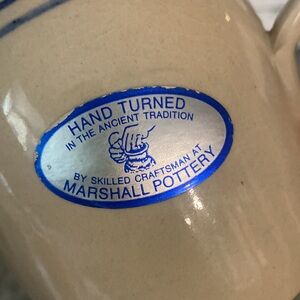 HAND TURNED
IN THE ANCIENT TRADITION
BY SKILLED CRAFTSMAN AT
MARSHALL POTTERY